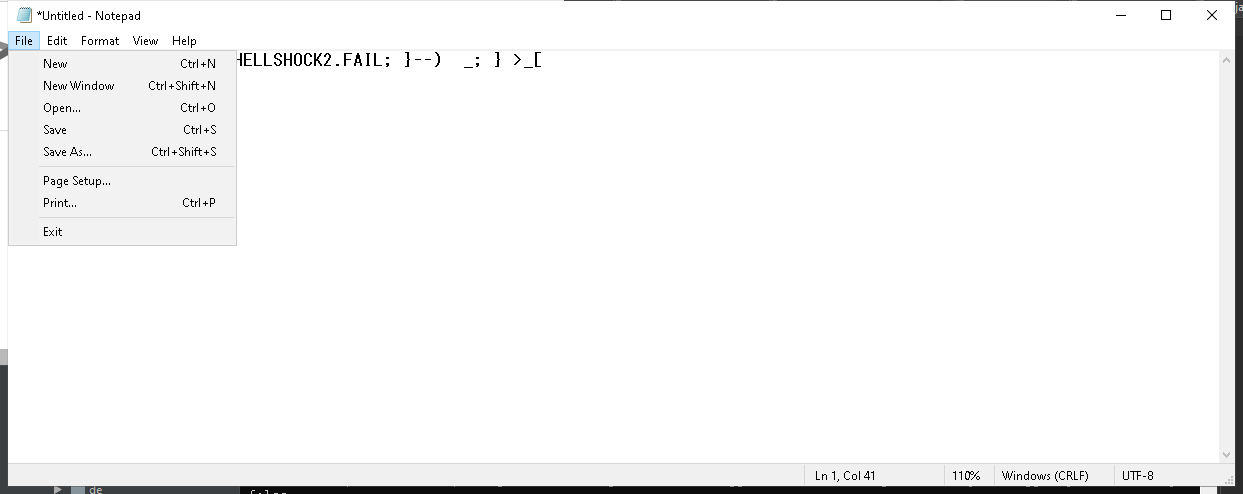 *Untitled - Notepad
File Edit Format View Help
HELLSHOCK2.FAIL; }--)  _; } >_[
New Ctrl+N
New Window Ctrl+Shift+N
Open... Ctrl+O
Save Ctrl+S
Save As... Ctrl+Shift+S
Page Setup...
Print... Ctrl+P
Exit
Ln 1, Col 41 110% Windows (CRLF) UTF-8
de